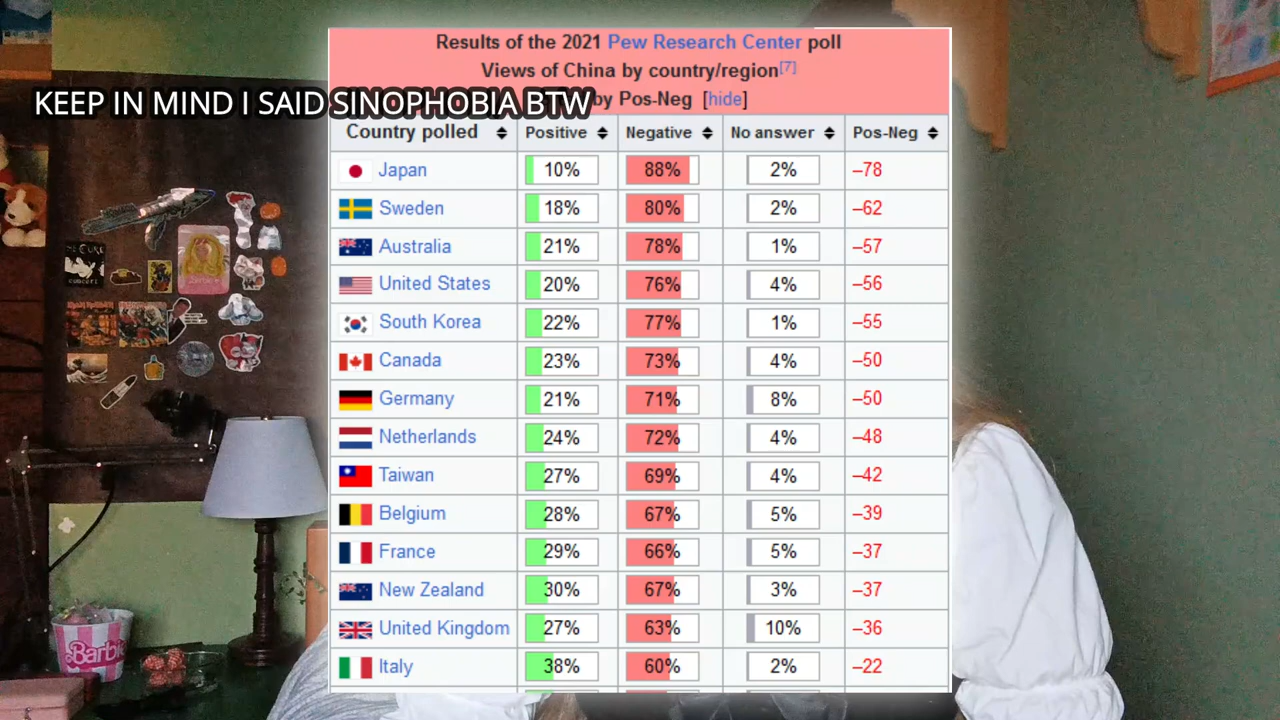 Results of the 2021 Pew Research Center poll
Views of China by country/region[7]
KEEP IN MIND I SAID SINOPHOBIA BTW
by Pos-Neg [hide]
Country polled Positive Negative No answer Pos-Neg
Japan 10% 88% 2% –78
Sweden 18% 80% 2% –62
Australia 21% 78% 1% –57
United States 20% 76% 4% –56
South Korea 22% 77% 1% –55
Canada 23% 73% 4% –50
Germany 21% 71% 8% –50
Netherlands 24% 72% 4% –48
Taiwan 27% 69% 4% –42
Belgium 28% 67% 5% –39
France 29% 66% 5% –37
New Zealand 30% 67% 3% –37
United Kingdom 27% 63% 10% –36
Italy 38% 60% 2% –22
Barbie